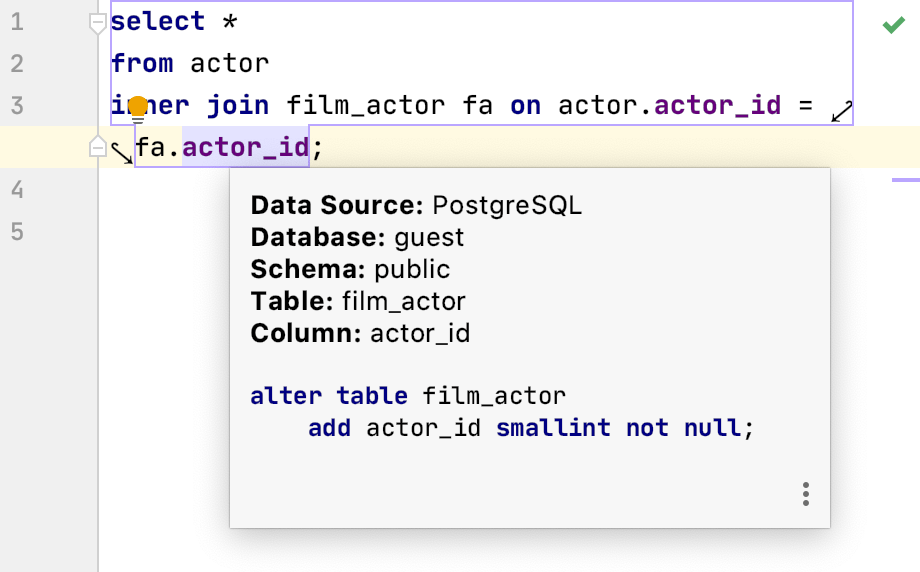 1 select *
2 from actor
3 inner join film_actor fa on actor.actor_id =
fa.actor_id;
4
5
Data Source: PostgreSQL
Database: guest
Schema: public
Table: film_actor
Column: actor_id
alter table film_actor
add actor_id smallint not null;